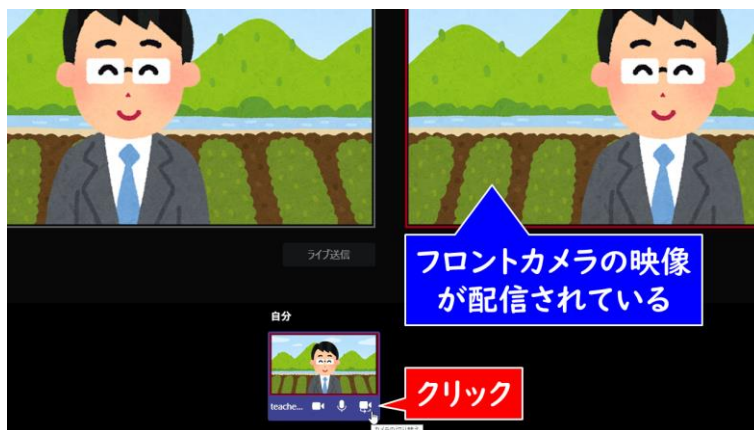 ライブ送信
フロントカメラの映像
が配信されている
自分
teache...
クリック